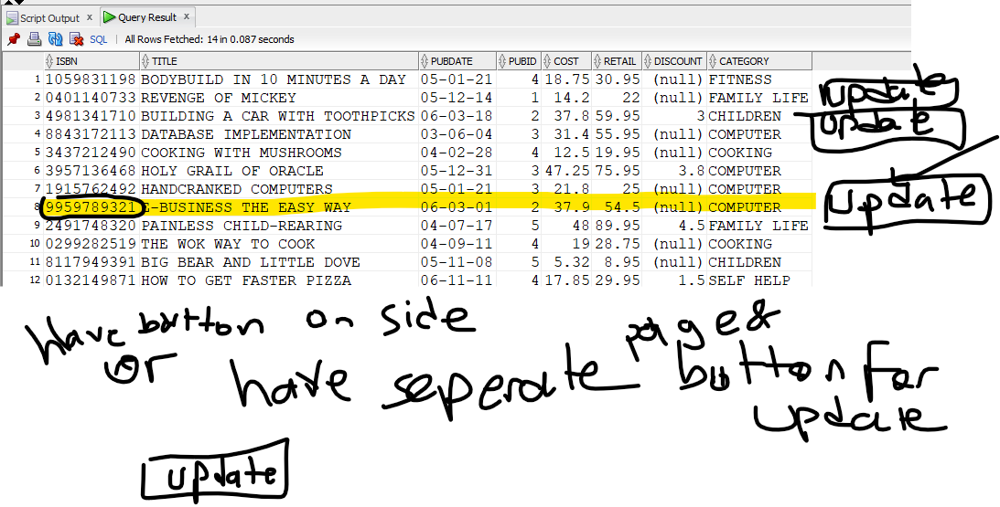 Script Output x Query Result x
SQL | All Rows Fetched: 14 in 0.087 seconds
ISBN TITLE PUBDATE PUBID COST RETAIL DISCOUNT CATEGORY
1 1059831198 BODYBUILD IN 10 MINUTES A DAY 05-01-21 4 18.75 30.95 (null) FITNESS
update
2 0401140733 REVENGE OF MICKEY 05-12-14 1 14.2 22 (null) FAMILY LIFE
3 4981341710 BUILDING A CAR WITH TOOTHPICKS 06-03-18 2 37.8 59.95 3 CHILDREN
update
4 8843172113 DATABASE IMPLEMENTATION 03-06-04 3 31.4 55.95 (null) COMPUTER
5 3437212490 COOKING WITH MUSHROOMS 04-02-28 4 12.5 19.95 (null) COOKING
6 3957136468 HOLY GRAIL OF ORACLE 05-12-31 3 47.25 75.95 3.8 COMPUTER
7 1915762492 HANDCRANKED COMPUTERS 05-01-21 3 21.8 25 (null) COMPUTER
8 9959789321 E-BUSINESS THE EASY WAY 06-03-01 2 37.9 54.5 (null) COMPUTER
update
9 2491748320 PAINLESS CHILD-REARING 04-07-17 5 48 89.95 4.5 FAMILY LIFE
10 0299282519 THE WOK WAY TO COOK 04-09-11 4 19 28.75 (null) COOKING
11 8117949391 BIG BEAR AND LITTLE DOVE 05-11-08 5 5.32 8.95 (null) CHILDREN
12 0132149871 HOW TO GET FASTER PIZZA 06-11-11 4 17.85 29.95 1.5 SELF HELP
Have button on side
or have seperate page & button for
update
update